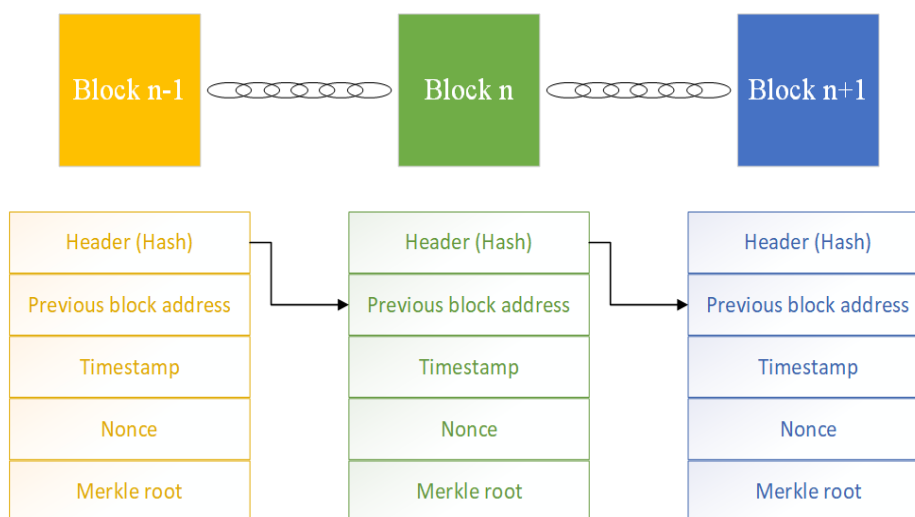 Block n-1
Block n
Block n+1
Header (Hash)
Previous block address
Timestamp
Nonce
Merkle root
Header (Hash)
Previous block address
Timestamp
Nonce
Merkle root
Header (Hash)
Previous block address
Timestamp
Nonce
Merkle root